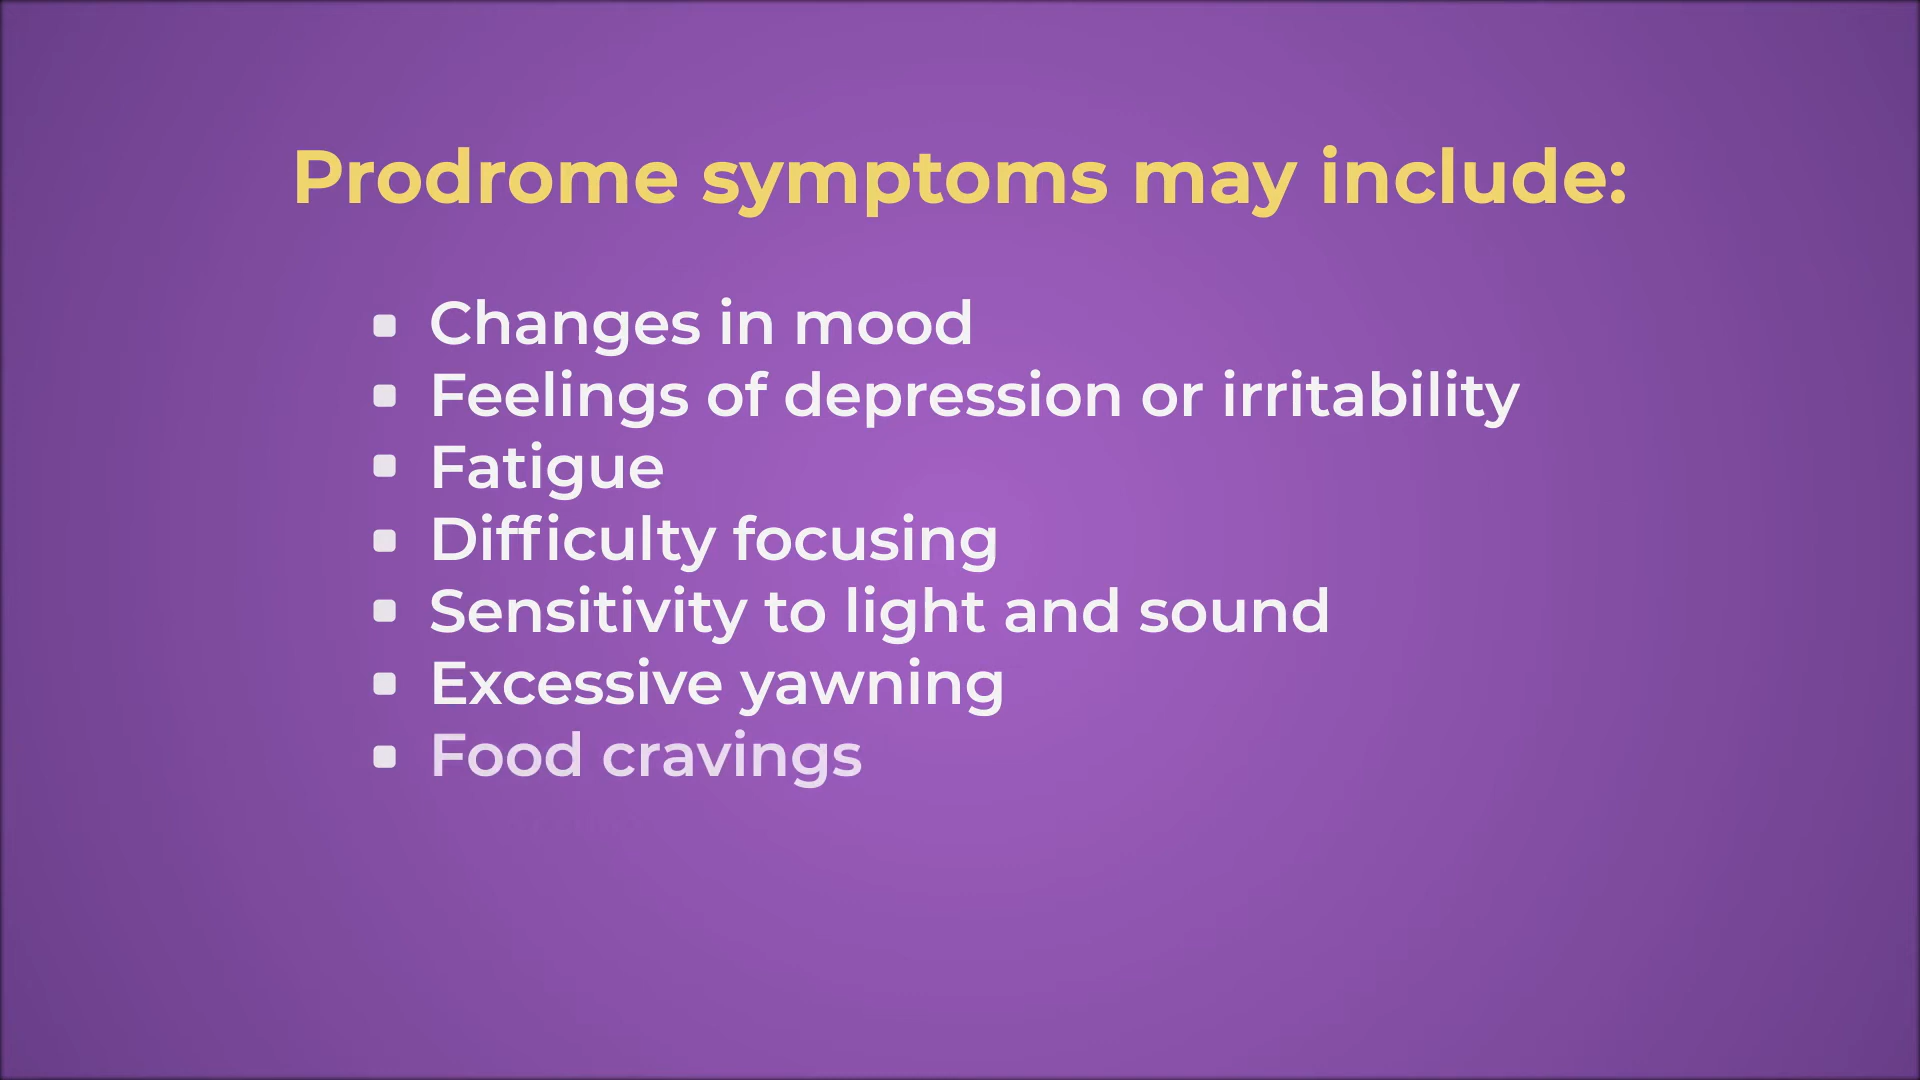 Prodrome symptoms may include:
Changes in mood
Feelings of depression or irritability
Fatigue
Difficulty focusing
Sensitivity to light and sound
Excessive yawning
Food cravings